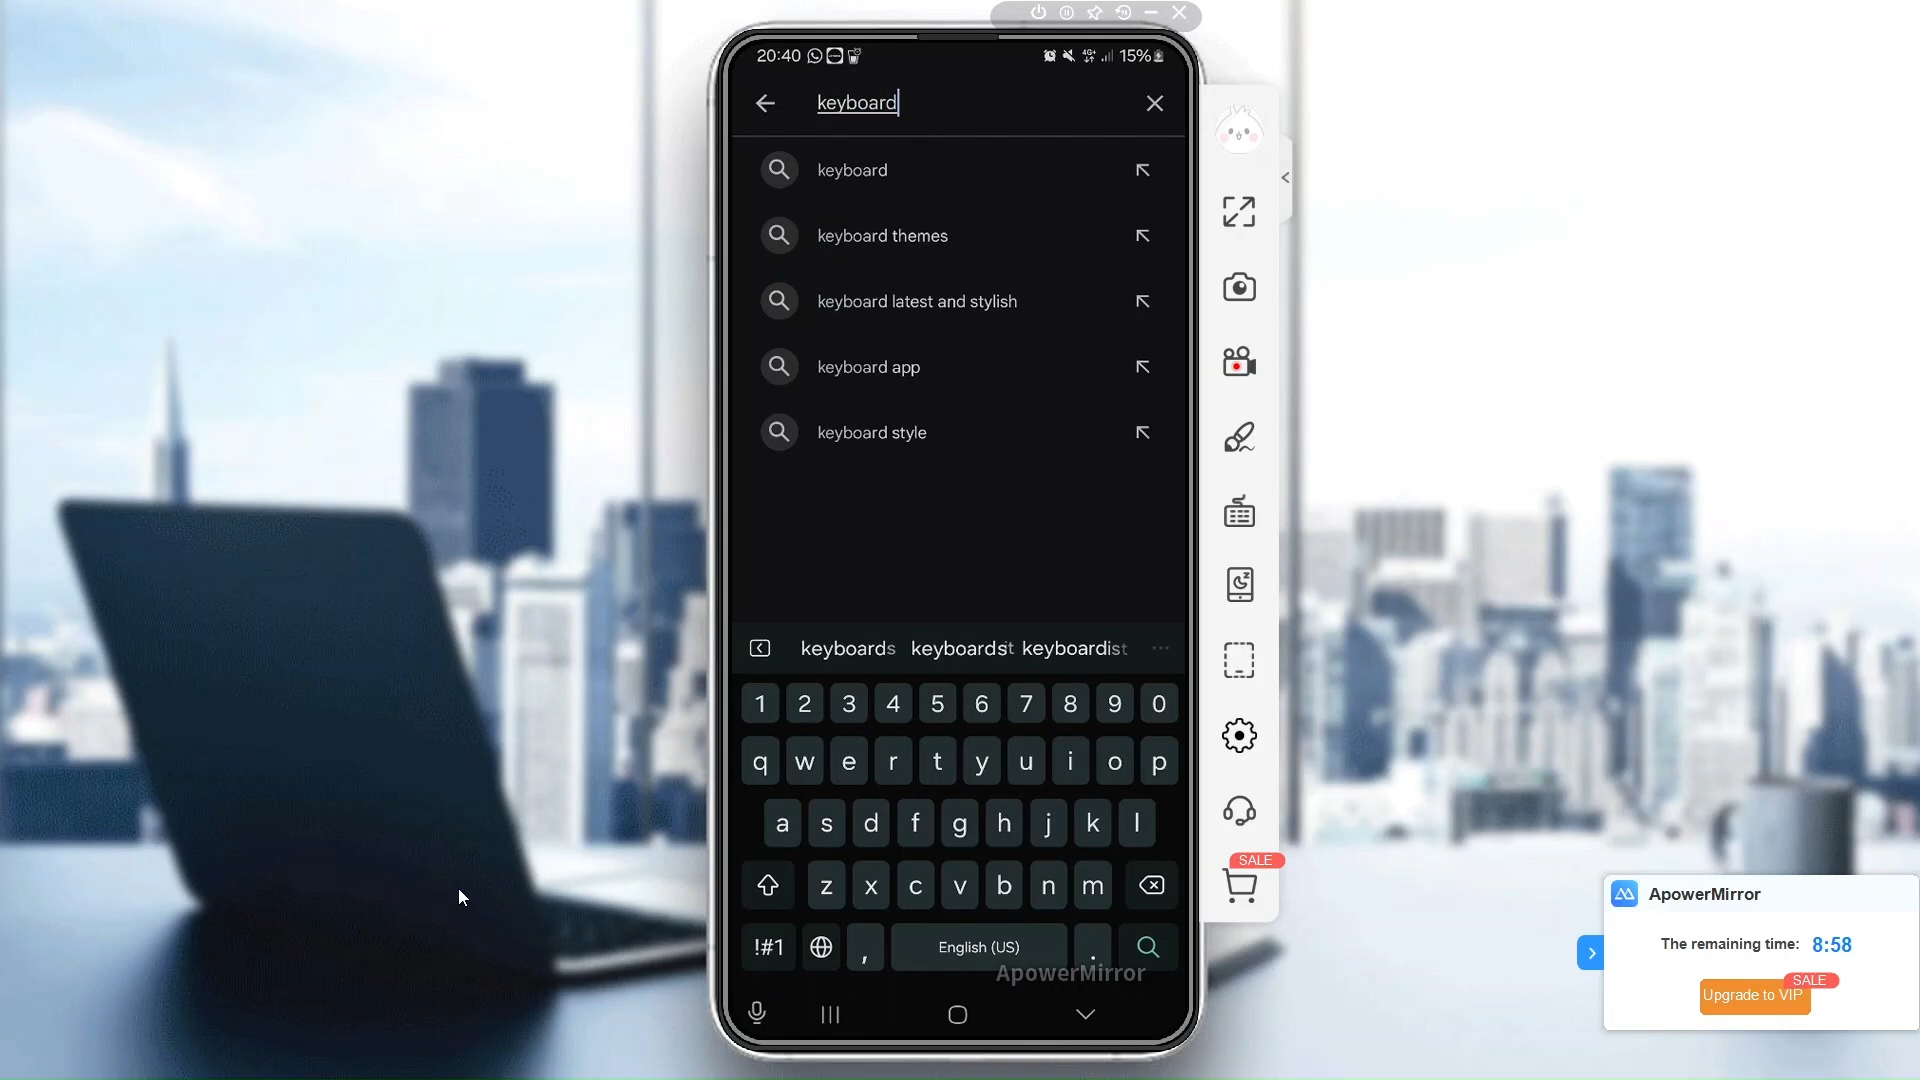 20:40
4G+
15%
keyboard
keyboard
keyboard themes
keyboard latest and stylish
keyboard app
keyboard style
keyboards keyboardst keyboardist ...
1 2 3 4 5 6 7 8 9 0
q w e r t y u i o p
a s d f g h j k l
z x c v b n m
!#1 , English (US) .
ApowerMirror
SALE
ApowerMirror
The remaining time: 8:58
SALE
Upgrade to VIP